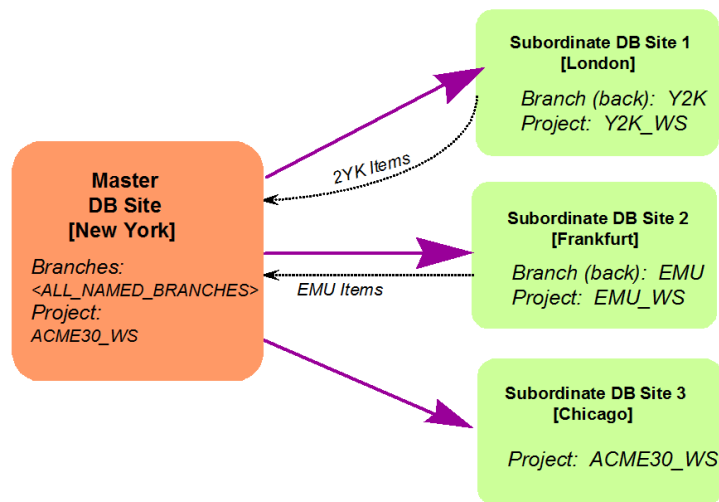 Master
DB Site
[New York]
Branches:
<ALL_NAMED_BRANCHES>
Project:
ACME30_WS
2YK Items
EMU Items
Subordinate DB Site 1
[London]
Branch (back): Y2K
Project: Y2K_WS
Subordinate DB Site 2
[Frankfurt]
Branch (back): EMU
Project: EMU_WS
Subordinate DB Site 3
[Chicago]
Project: ACME30_WS